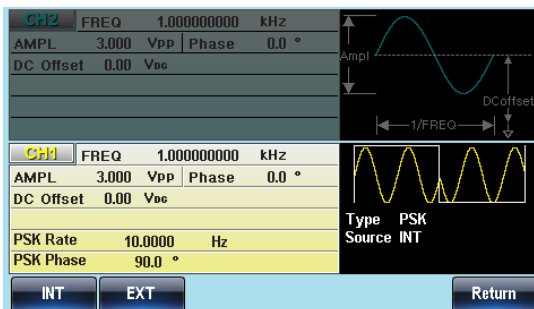 CH2 FREQ 1.000000000 kHz
AMPL 3.000 VPP Phase 0.0 °
DC Offset 0.00 VDC
Ampl
DCoffset
1/FREQ
CH1 FREQ 1.000000000 kHz
AMPL 3.000 VPP Phase 0.0 °
DC Offset 0.00 VDC
PSK Rate 10.0000 Hz
PSK Phase 90.0 °
Type PSK
Source INT
INT EXT Return